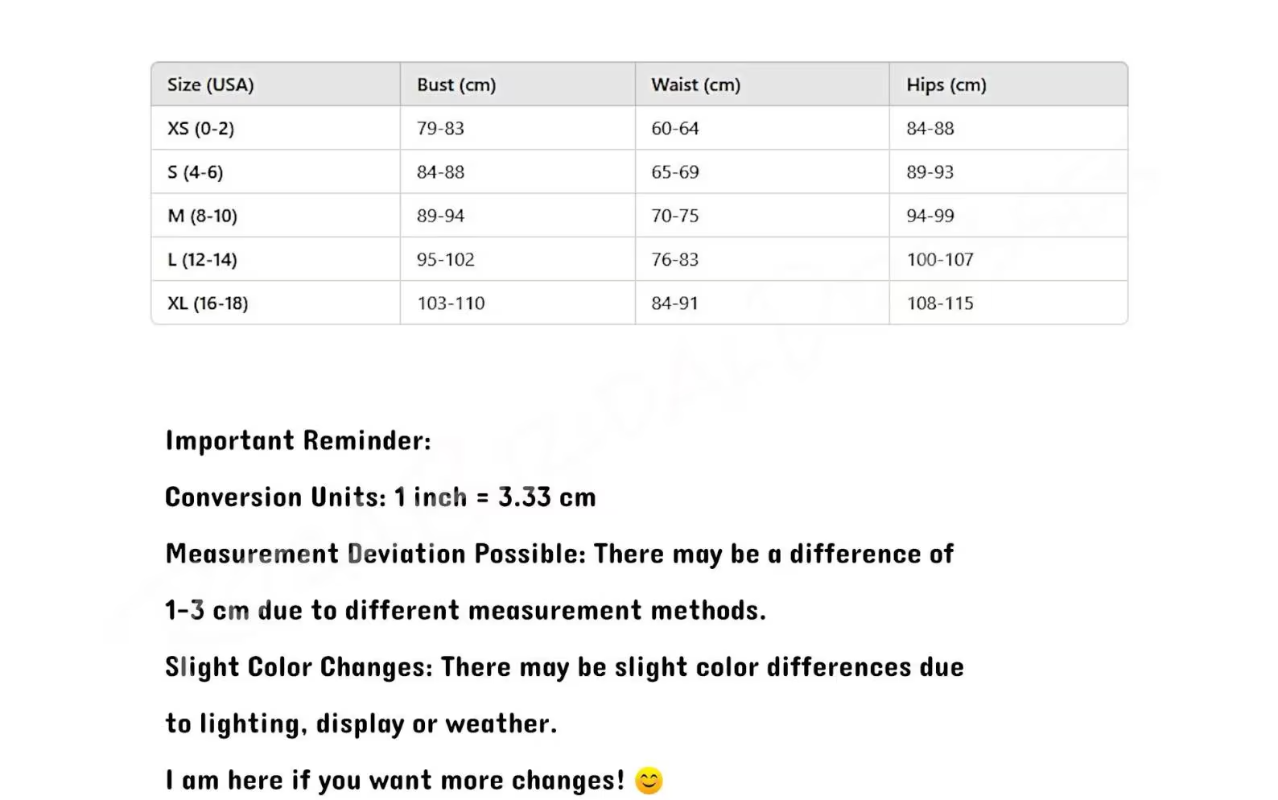 Size (USA) Bust (cm) Waist (cm) Hips (cm)
XS (0-2) 79-83 60-64 84-88
S (4-6) 84-88 65-69 89-93
M (8-10) 89-94 70-75 94-99
L (12-14) 95-102 76-83 100-107
XL (16-18) 103-110 84-91 108-115
Important Reminder:
Conversion Units: 1 inch = 3.33 cm
Measurement Deviation Possible: There may be a difference of
1-3 cm due to different measurement methods.
Slight Color Changes: There may be slight color differences due
to lighting, display or weather.
I am here if you want more changes! 😊